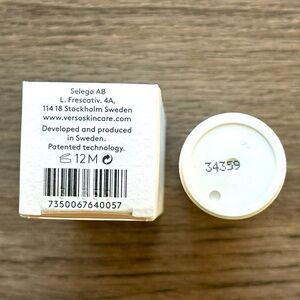 Selego AB
L. Frescativ. 4A,
114 18 Stockholm Sweden
www.versoskincare.com
Developed and produced
in Sweden.
Patented technology.
12M
7350067640057
34359